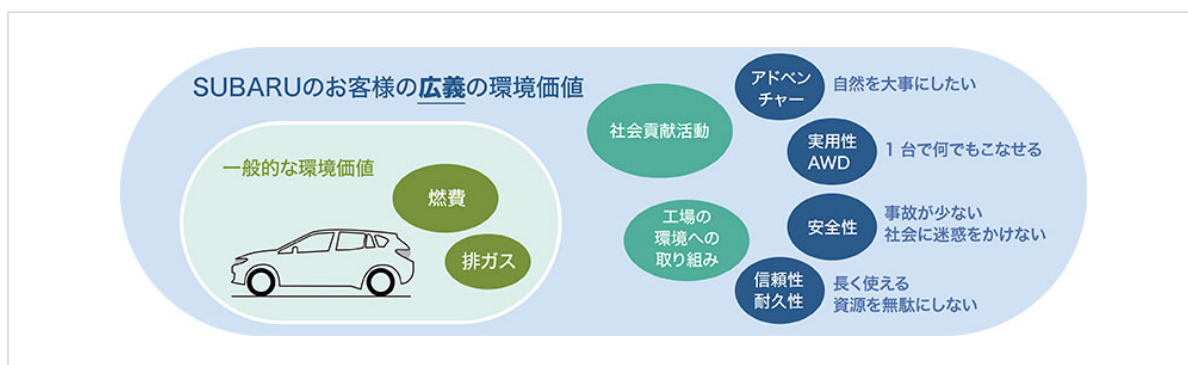 SUBARUのお客様の広義の環境価値
一般的な環境価値
燃費
排ガス
社会貢献活動
工場の
環境への
取り組み
アドベン
チャー
自然を大事にしたい
実用性
AWD
1台で何でもこなせる
安全性
事故が少ない
社会に迷惑をかけない
信頼性
耐久性
長く使える
資源を無駄にしない